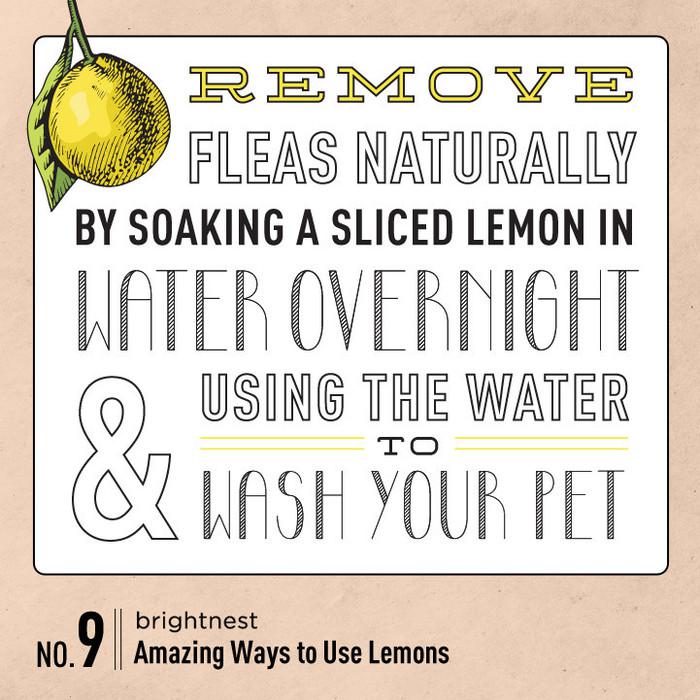 REMOVE
FLEAS NATURALLY
BY SOAKING A SLICED LEMON IN
WATER OVERNIGHT
& USING THE WATER
TO
WASH YOUR PET
NO. 9
brightnest
Amazing Ways to Use Lemons